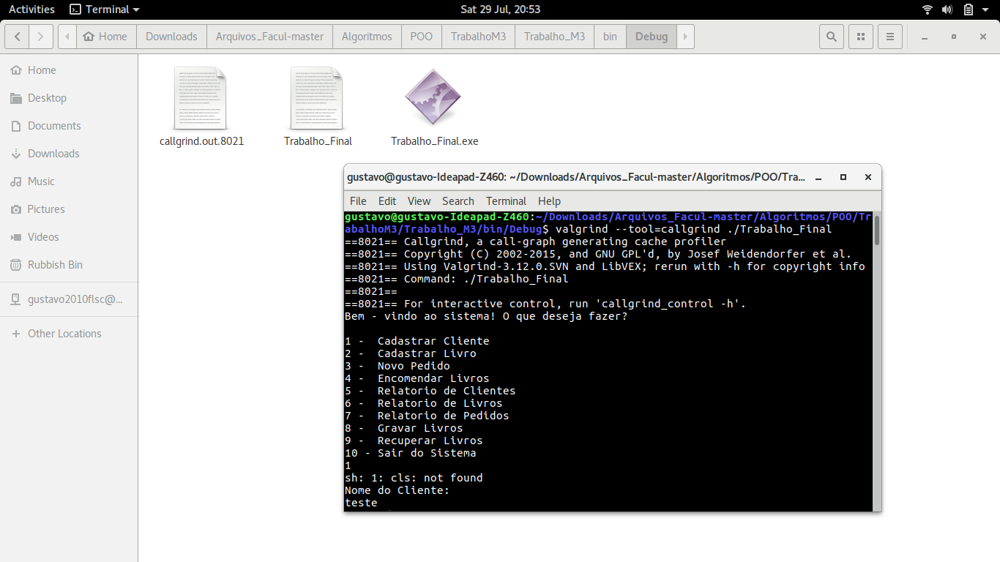 Activities Terminal Sat 29 Jul, 20:53
Home Downloads Arquivos_Facul-master Algoritmos POO TrabalhoM3 Trabalho_M3 bin Debug
Home
Desktop
Documents
Downloads
Music
Pictures
Videos
Rubbish Bin
gustavo2010flsc@...
Other Locations
callgrind.out.8021 Trabalho_Final Trabalho_Final.exe
gustavo@gustavo-Ideapad-Z460: ~/Downloads/Arquivos_Facul-master/Algoritmos/POO/Tra...
File Edit View Search Terminal Help
gustavo@gustavo-Ideapad-Z460:~/Downloads/Arquivos_Facul-master/Algoritmos/POO/Tr
abalhoM3/Trabalho_M3/bin/Debug$ valgrind --tool=callgrind ./Trabalho_Final
==8021== Callgrind, a call-graph generating cache profiler
==8021== Copyright (C) 2002-2015, and GNU GPL'd, by Josef Weidendorfer et al.
==8021== Using Valgrind-3.12.0.SVN and LibVEX; rerun with -h for copyright info
==8021== Command: ./Trabalho_Final
==8021==
==8021== For interactive control, run 'callgrind_control -h'.
Bem - vindo ao sistema! O que deseja fazer?
1 -  Cadastrar Cliente
2 -  Cadastrar Livro
3 -  Novo Pedido
4 -  Encomendar Livros
5 -  Relatorio de Clientes
6 -  Relatorio de Livros
7 -  Relatorio de Pedidos
8 -  Gravar Livros
9 -  Recuperar Livros
10 - Sair do Sistema
1
sh: 1: cls: not found
Nome do Cliente:
teste